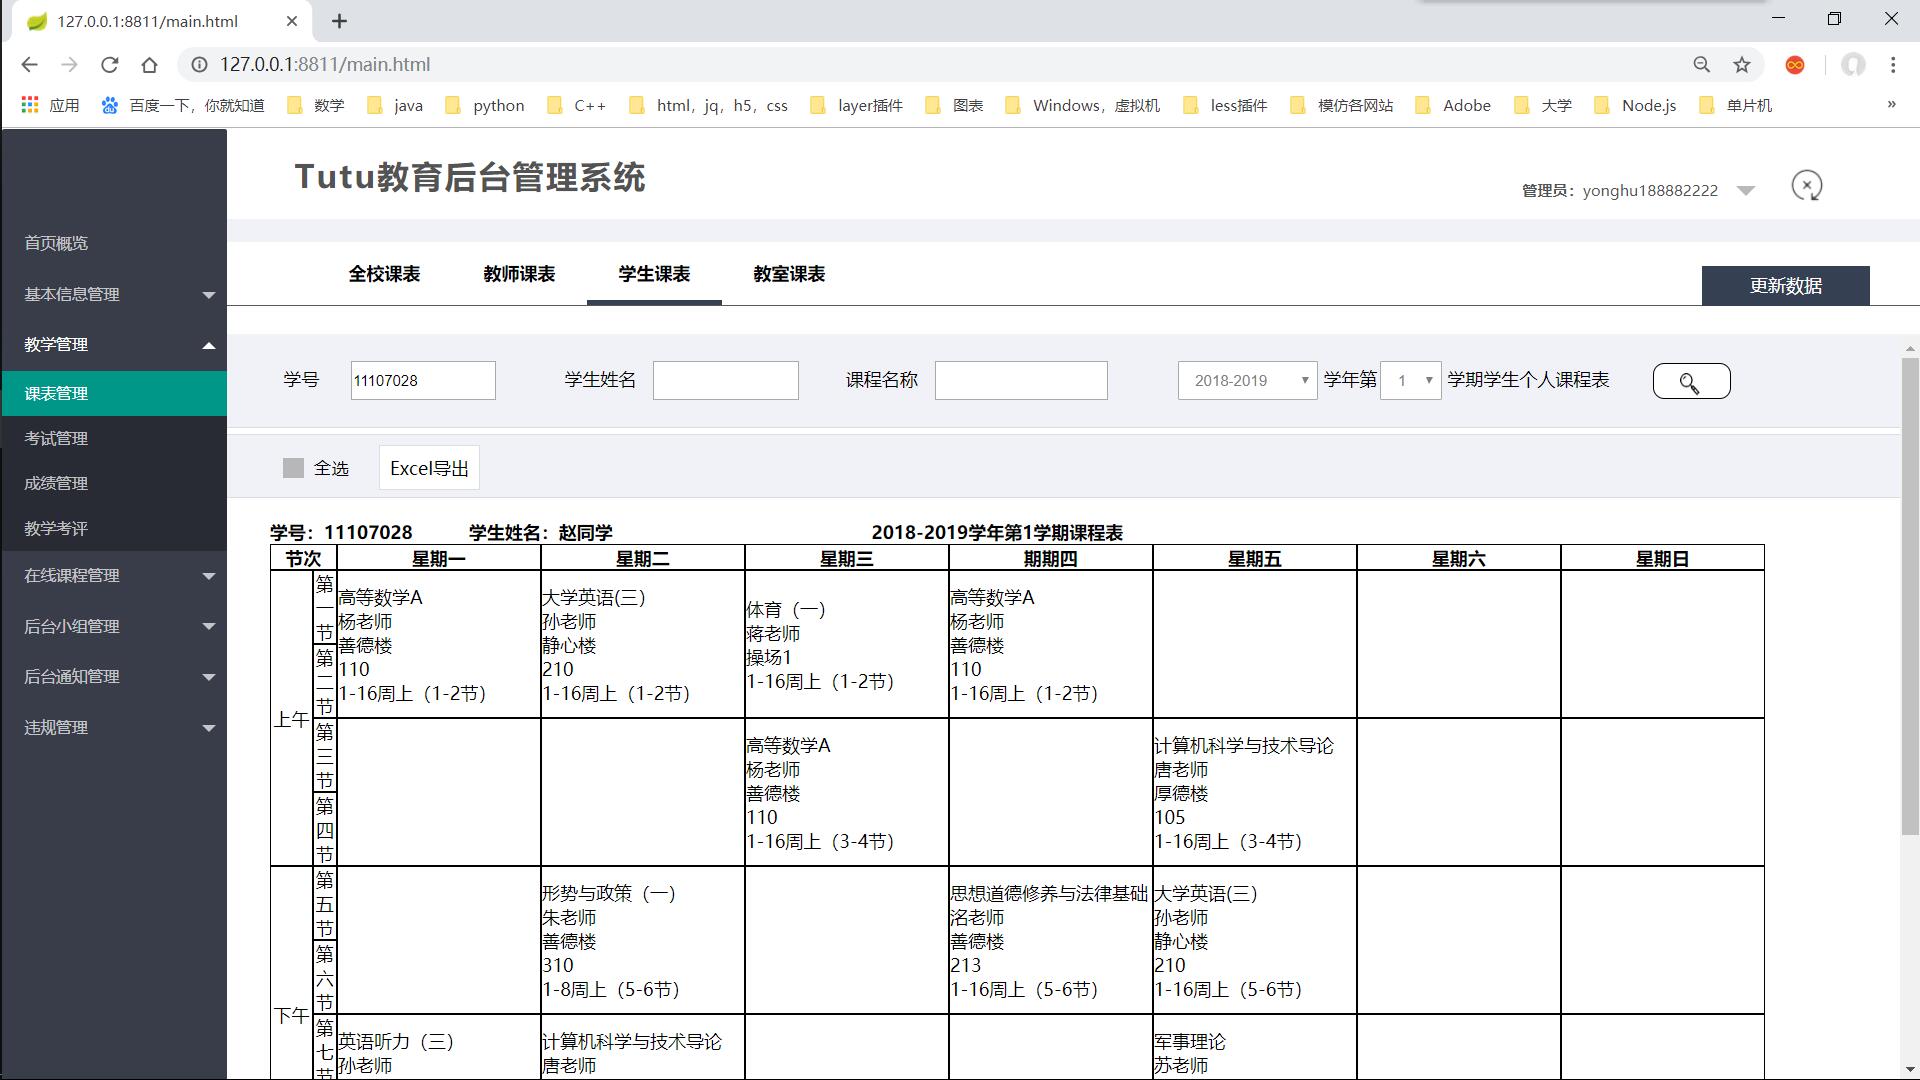 127.0.0.1:8811/main.html
127.0.0.1:8811/main.html
应用 百度一下，你就知道 数学 java python C++ html，jq，h5，css layer插件 图表 Windows，虚拟机 less插件 模仿各网站 Adobe 大学 Node.js 单片机 »
Tutu教育后台管理系统
管理员：yonghu188882222
首页概览
基本信息管理
教学管理
课表管理
考试管理
成绩管理
教学考评
在线课程管理
后台小组管理
后台通知管理
违规管理
全校课表 教师课表 学生课表 教室课表
更新数据
学号 11107028 学生姓名 课程名称 2018-2019 学年第 1 学期学生个人课程表
全选 Excel导出
学号：11107028 学生姓名：赵同学 2018-2019学年第1学期课程表
节次 星期一 星期二 星期三 期期四 星期五 星期六 星期日
上午
第一节
第二节
高等数学A
杨老师
善德楼
110
1-16周上（1-2节）
大学英语(三）
孙老师
静心楼
210
1-16周上（1-2节）
体育（一）
蒋老师
操场1
1-16周上（1-2节）
高等数学A
杨老师
善德楼
110
1-16周上（1-2节）
第三节
第四节
高等数学A
杨老师
善德楼
110
1-16周上（3-4节）
计算机科学与技术导论
唐老师
厚德楼
105
1-16周上（3-4节）
下午
第五节
第六节
形势与政策（一）
朱老师
善德楼
310
1-8周上（5-6节）
思想道德修养与法律基础
洺老师
善德楼
213
1-16周上（5-6节）
大学英语(三）
孙老师
静心楼
210
1-16周上（5-6节）
第七节
英语听力（三）
孙老师
计算机科学与技术导论
唐老师
军事理论
苏老师